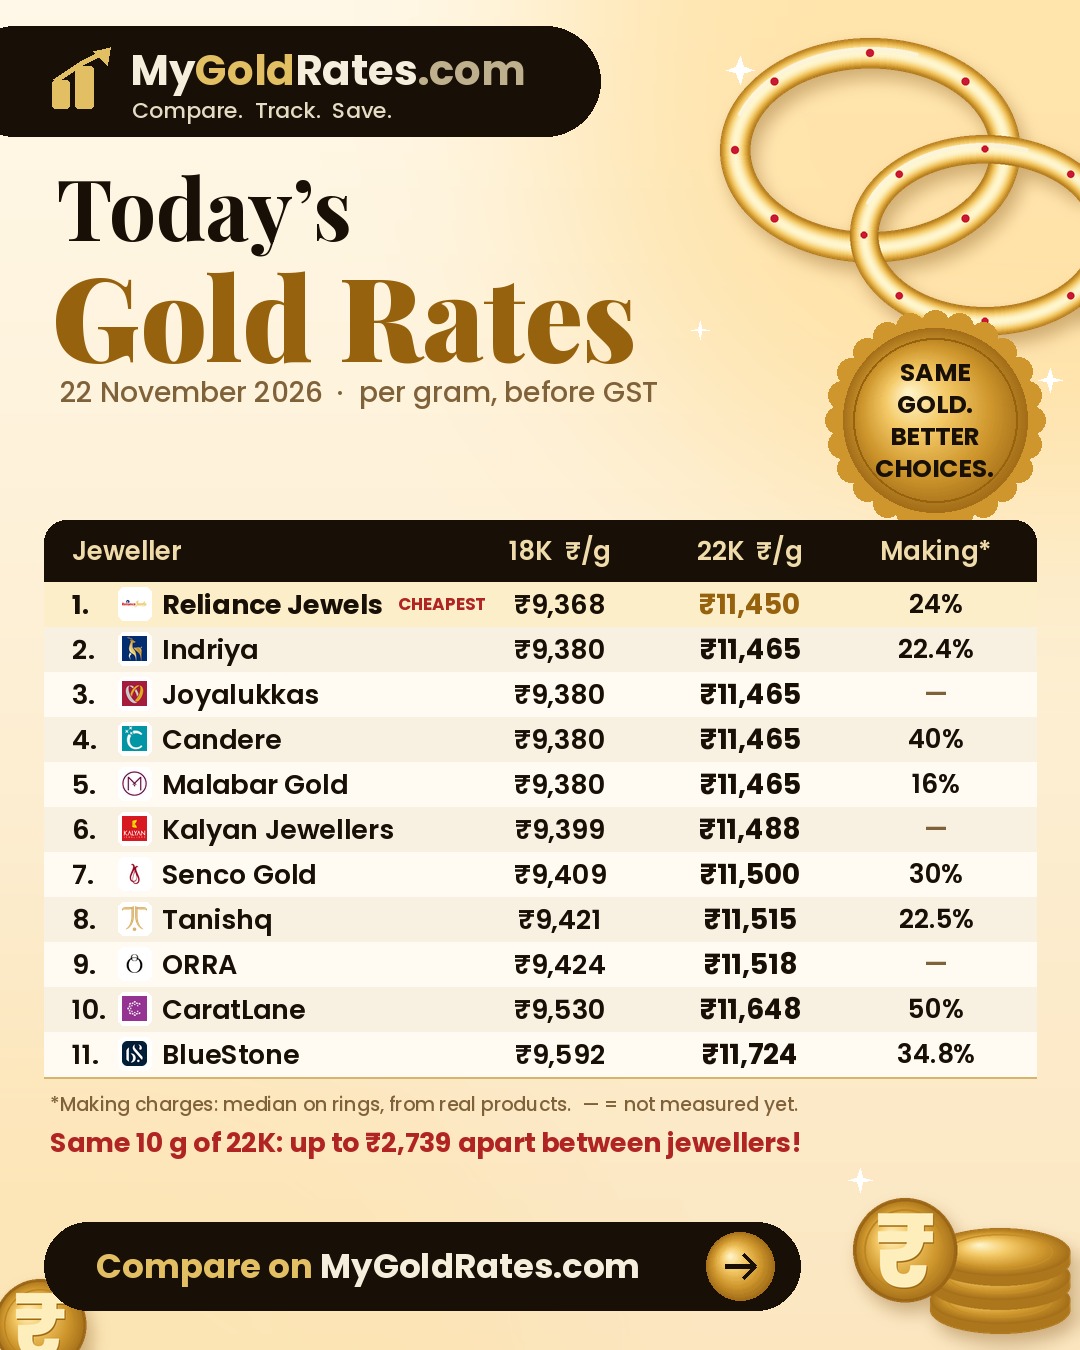 MyGoldRates.com
Compare. Track. Save.
Today's
Gold Rates
22 November 2026 · per gram, before GST
SAME
GOLD.
BETTER
CHOICES.
Jeweller 18K ₹/g 22K ₹/g Making*
1. Reliance Jewels CHEAPEST ₹9,368 ₹11,450 24%
2. Indriya ₹9,380 ₹11,465 22.4%
3. Joyalukkas ₹9,380 ₹11,465 —
4. Candere ₹9,380 ₹11,465 40%
5. Malabar Gold ₹9,380 ₹11,465 16%
6. KALYAN Kalyan Jewellers ₹9,399 ₹11,488 —
7. Senco Gold ₹9,409 ₹11,500 30%
8. Tanishq ₹9,421 ₹11,515 22.5%
9. ORRA ₹9,424 ₹11,518 —
10. CaratLane ₹9,530 ₹11,648 50%
11. BlueStone ₹9,592 ₹11,724 34.8%
*Making charges: median on rings, from real products. — = not measured yet.
Same 10 g of 22K: up to ₹2,739 apart between jewellers!
Compare on MyGoldRates.com →
₹
₹